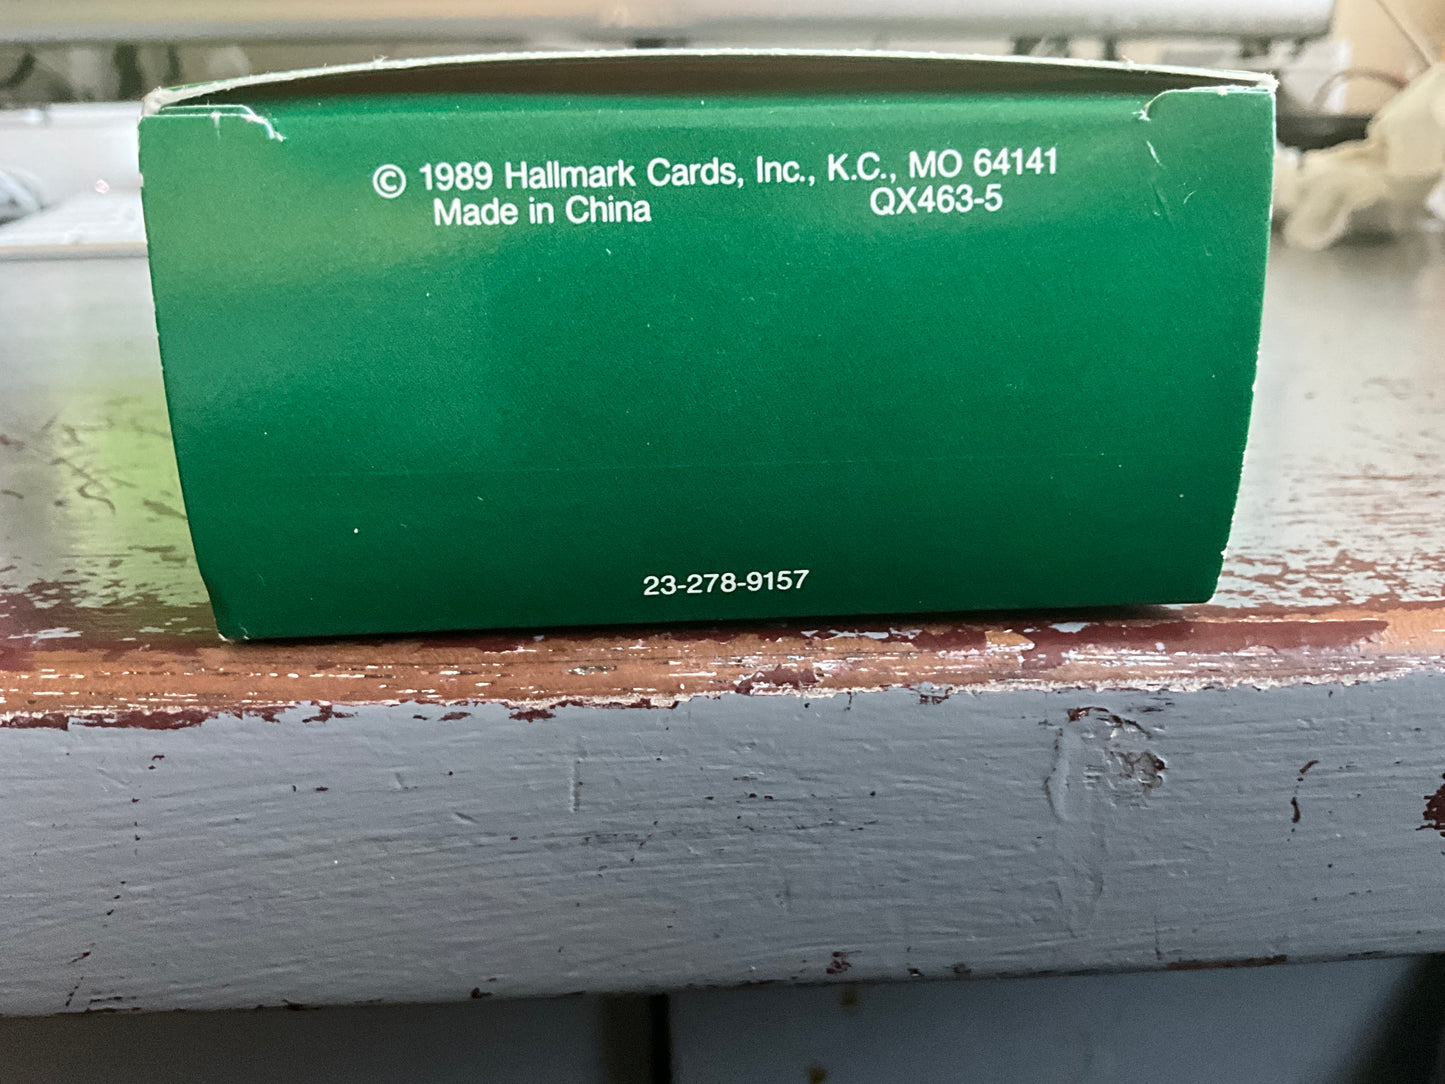 © 1989 Hallmark Cards, Inc., K.C., MO 64141
Made in China QX463-5
23-278-9157